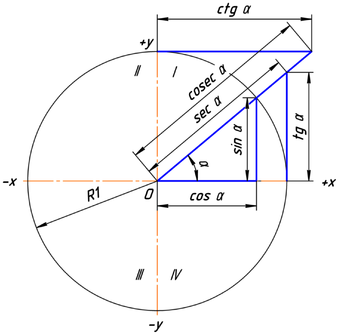 ctg α
+y
II I
cosec α
sec α
sin α
tg α
α
-x
O
+x
cos α
R1
III IV
-y